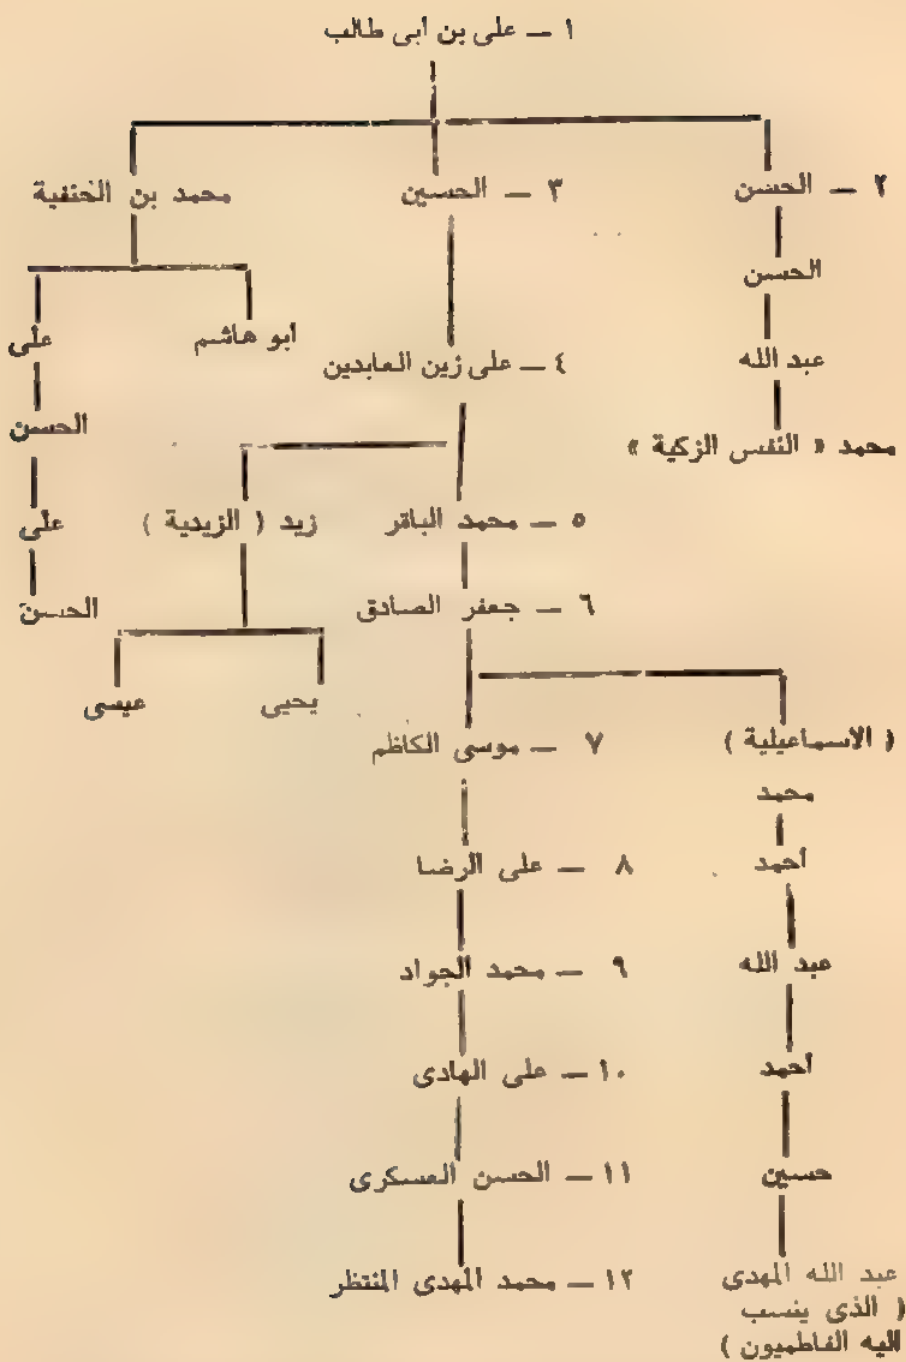 ١ — على بن أبى طالب
٢ — الحسن
٣ — الحسين
محمد بن الحنفية
الحسن
أبو هاشم
على
عبد الله
٤ — على زين العابدين
الحسن
محمد « النفس الزكية »
٥ — محمد الباقر
زيد ( الزيدية )
على
٦ — جعفر الصادق
الحسن
يحيى
عيسى
( الاسماعيلية )
٧ — موسى الكاظم
محمد
أحمد
٨ — على الرضا
عبد الله
٩ — محمد الجواد
أحمد
١٠ — على الهادى
حسين
١١ — الحسن العسكرى
عبد الله المهدى
١٢ — محمد المهدى المنتظر
( الذى ينسب
اليه الفاطميون )